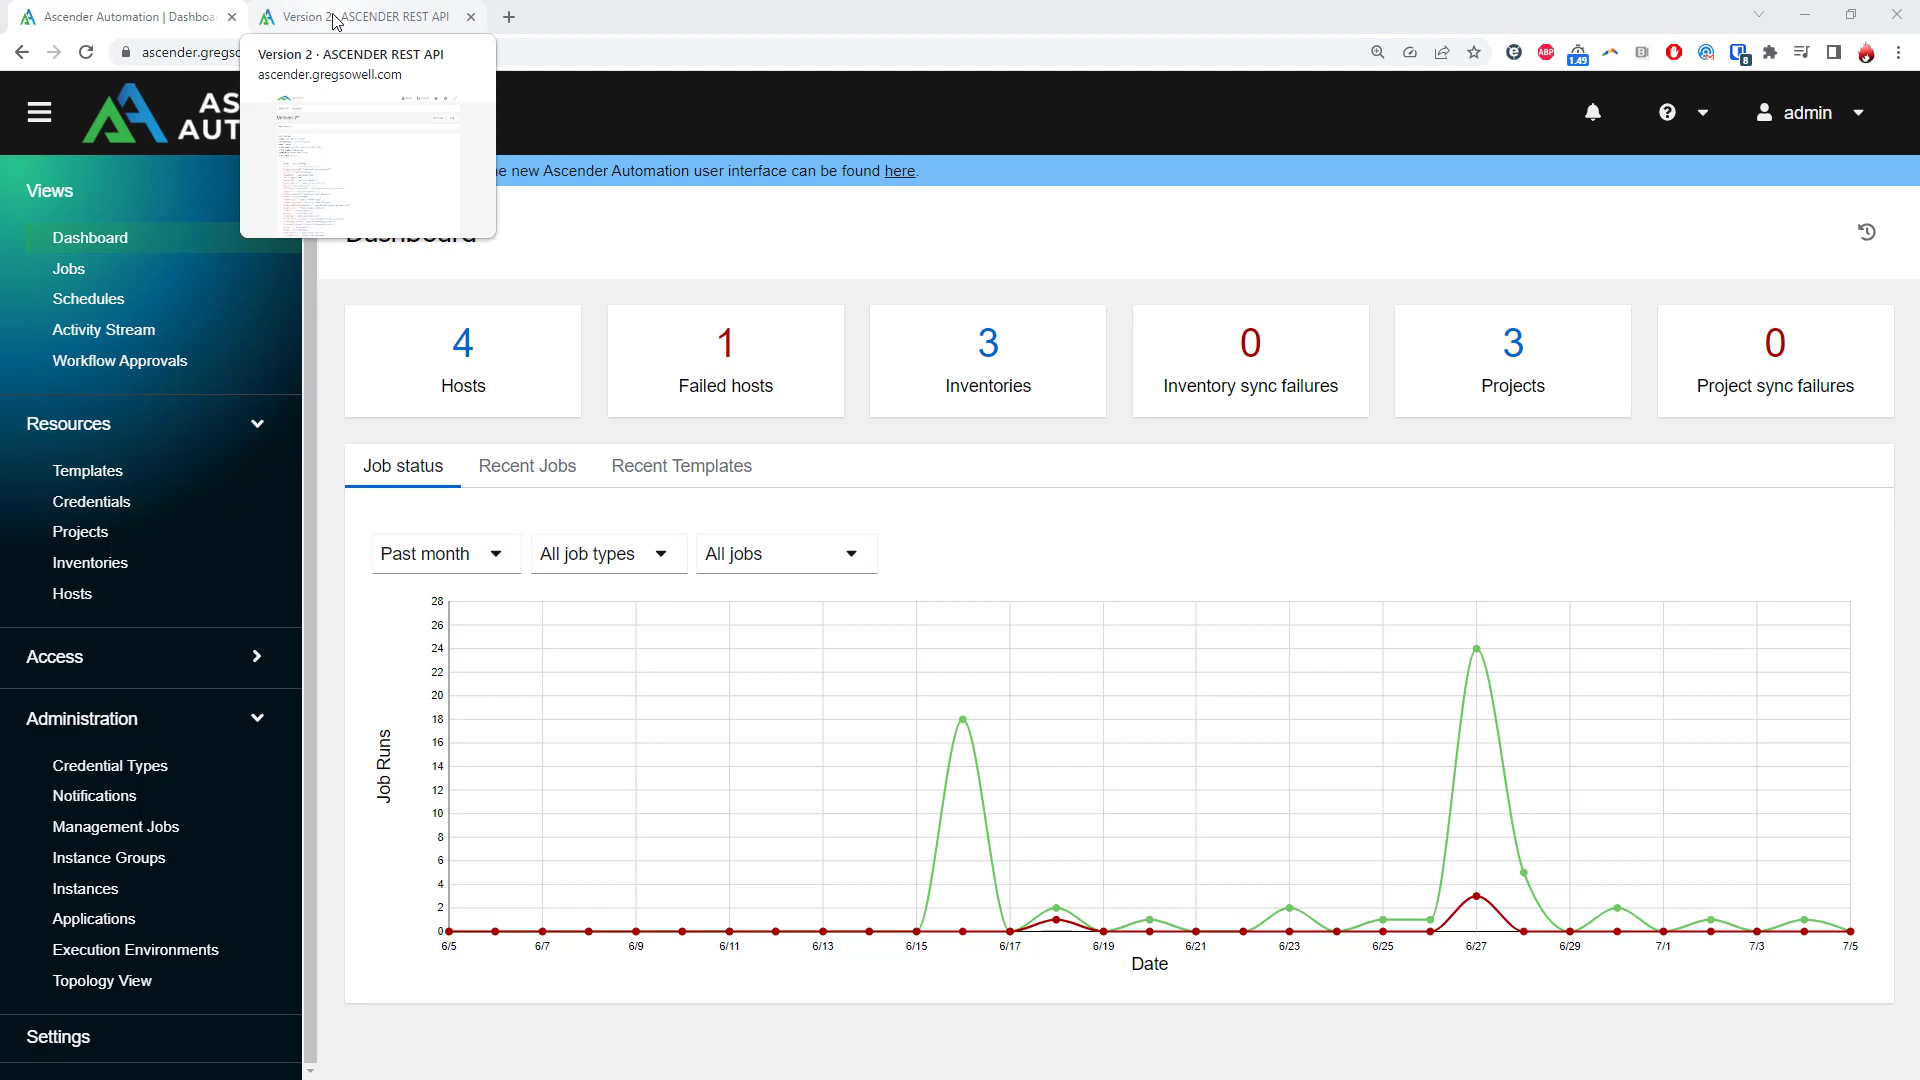 Ascender Automation | Dashboa
Version 2 · ASCENDER REST API
ascender.gregso
Version 2 · ASCENDER REST API
ascender.gregsowell.com
Version 2
ABP
1.49
8
AS
AUT
admin
e new Ascender Automation user interface can be found here.
Dashboard
Views
Dashboard
Jobs
Schedules
Activity Stream
Workflow Approvals
Resources
Templates
Credentials
Projects
Inventories
Hosts
Access
Administration
Credential Types
Notifications
Management Jobs
Instance Groups
Instances
Applications
Execution Environments
Topology View
Settings
4
Hosts
1
Failed hosts
3
Inventories
0
Inventory sync failures
3
Projects
0
Project sync failures
Job status
Recent Jobs
Recent Templates
Past month
All job types
All jobs
28
26
24
22
20
18
16
14
12
10
8
6
4
2
0
Job Runs
6/5 6/7 6/9 6/11 6/13 6/15 6/17 6/19 6/21 6/23 6/25 6/27 6/29 7/1 7/3 7/5
Date